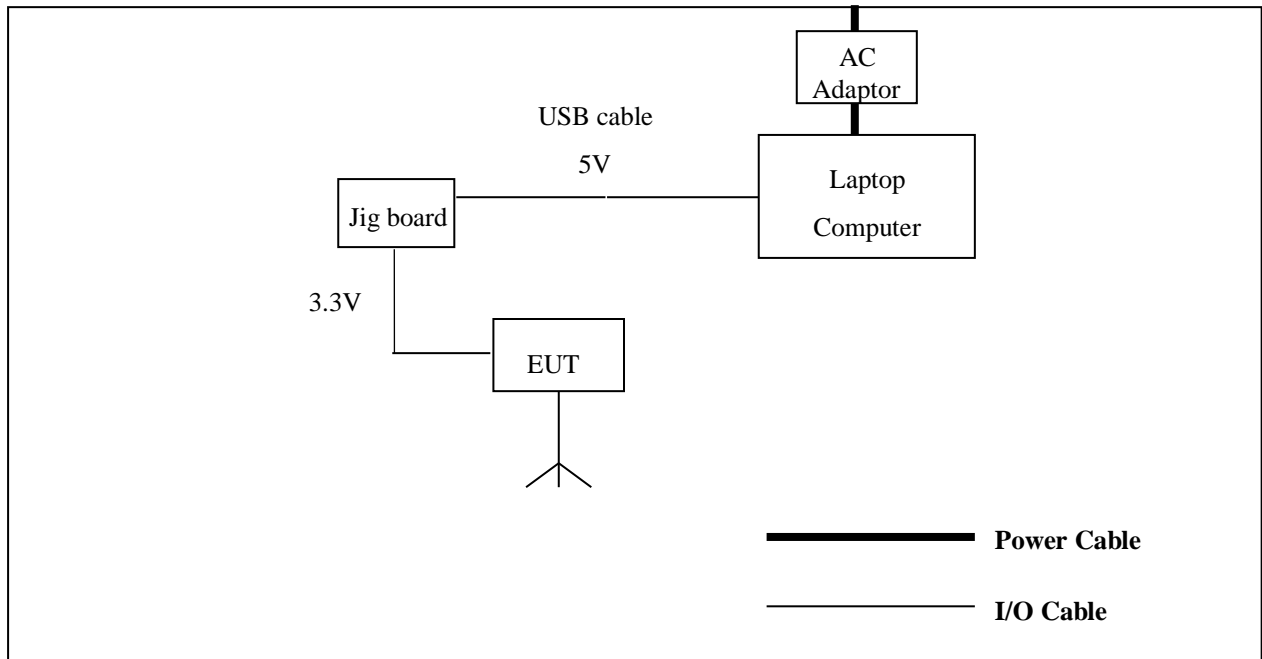 AC
Adaptor
USB cable
5V
Laptop
Computer
Jig board
3.3V
EUT
Power Cable
I/O Cable